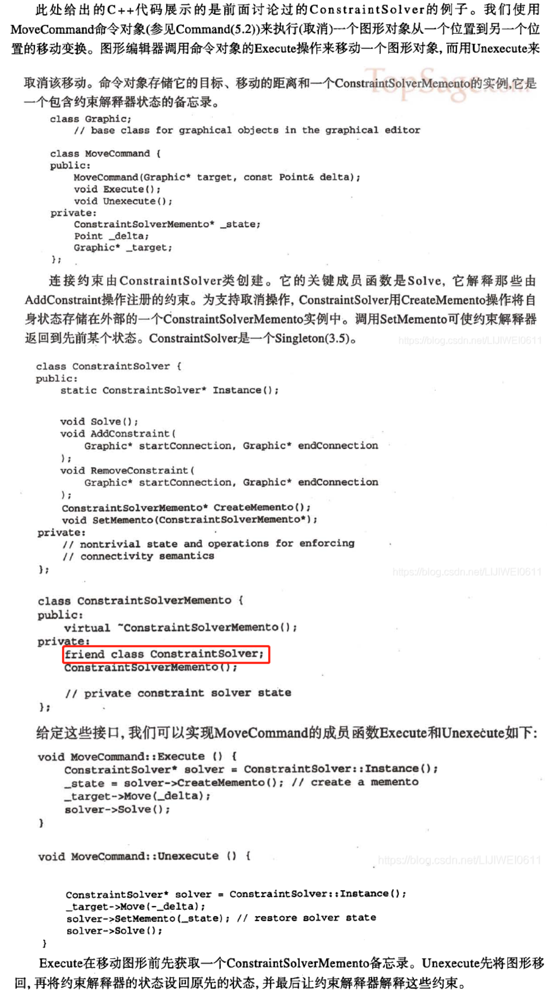 此处给出的C++代码展示的是前面讨论过的ConstraintSolver的例子。我们使用
MoveCommand命令对象(参见Command(5.2))来执行(取消)一个图形对象从一个位置到另一个位
置的移动变换。图形编辑器调用命令对象的Execute操作来移动一个图形对象, 而用Unexecute来
TopSage.com
取消该移动。命令对象存储它的目标、移动的距离和一个ConstraintSolverMemento的实例,它是
一个包含约束解释器状态的备忘录。
class Graphic;
// base class for graphical objects in the graphical editor
class MoveCommand {
public:
MoveCommand(Graphic* target, const Point& delta);
void Execute();
void Unexecute();
private:
ConstraintSolverMemento* _state;
Point _delta;
Graphic* _target;
};
连接约束由ConstraintSolver类创建。它的关键成员函数是Solve, 它解释那些由
AddConstraint操作注册的约束。为支持取消操作, ConstraintSolver用CreateMemento操作将自
身状态存储在外部的一个ConstraintSolverMemento实例中。调用SetMemento可使约束解释器
返回到先前某个状态。ConstraintSolver是一个Singleton(3.5)。
https://blog.csdn.net/LIJIWEI0611
class ConstraintSolver {
public:
static ConstraintSolver* Instance();
void Solve();
void AddConstraint(
Graphic* startConnection, Graphic* endConnection
);
void RemoveConstraint(
Graphic* startConnection, Graphic* endConnection
);
ConstraintSolverMemento* CreateMemento();
void SetMemento(ConstraintSolverMemento*);
private:
// nontrivial state and operations for enforcing
// connectivity semantics
};
https://blog.csdn.net/LIJIWEI0611
class ConstraintSolverMemento {
public:
virtual ~ConstraintSolverMemento();
private:
friend class ConstraintSolver;
ConstraintSolverMemento();
// private constraint solver state
};
给定这些接口, 我们可以实现MoveCommand的成员函数Execute和Unexecute如下:
void MoveCommand::Execute () {
ConstraintSolver* solver = ConstraintSolver::Instance();
_state = solver->CreateMemento(); // create a memento
_target->Move(_delta);
solver->Solve();
}
void MoveCommand::Unexecute () {
https://blog.csdn.net/LIJIWEI0611
ConstraintSolver* solver = ConstraintSolver::Instance();
_target->Move(-_delta);
solver->SetMemento(_state); // restore solver state
solver->Solve();
}
Execute在移动图形前先获取一个ConstraintSolverMemento备忘录。Unexecute先将图形移
回, 再将约束解释器的状态设回原先的状态, 并最后让约束解释器解释这些约束。